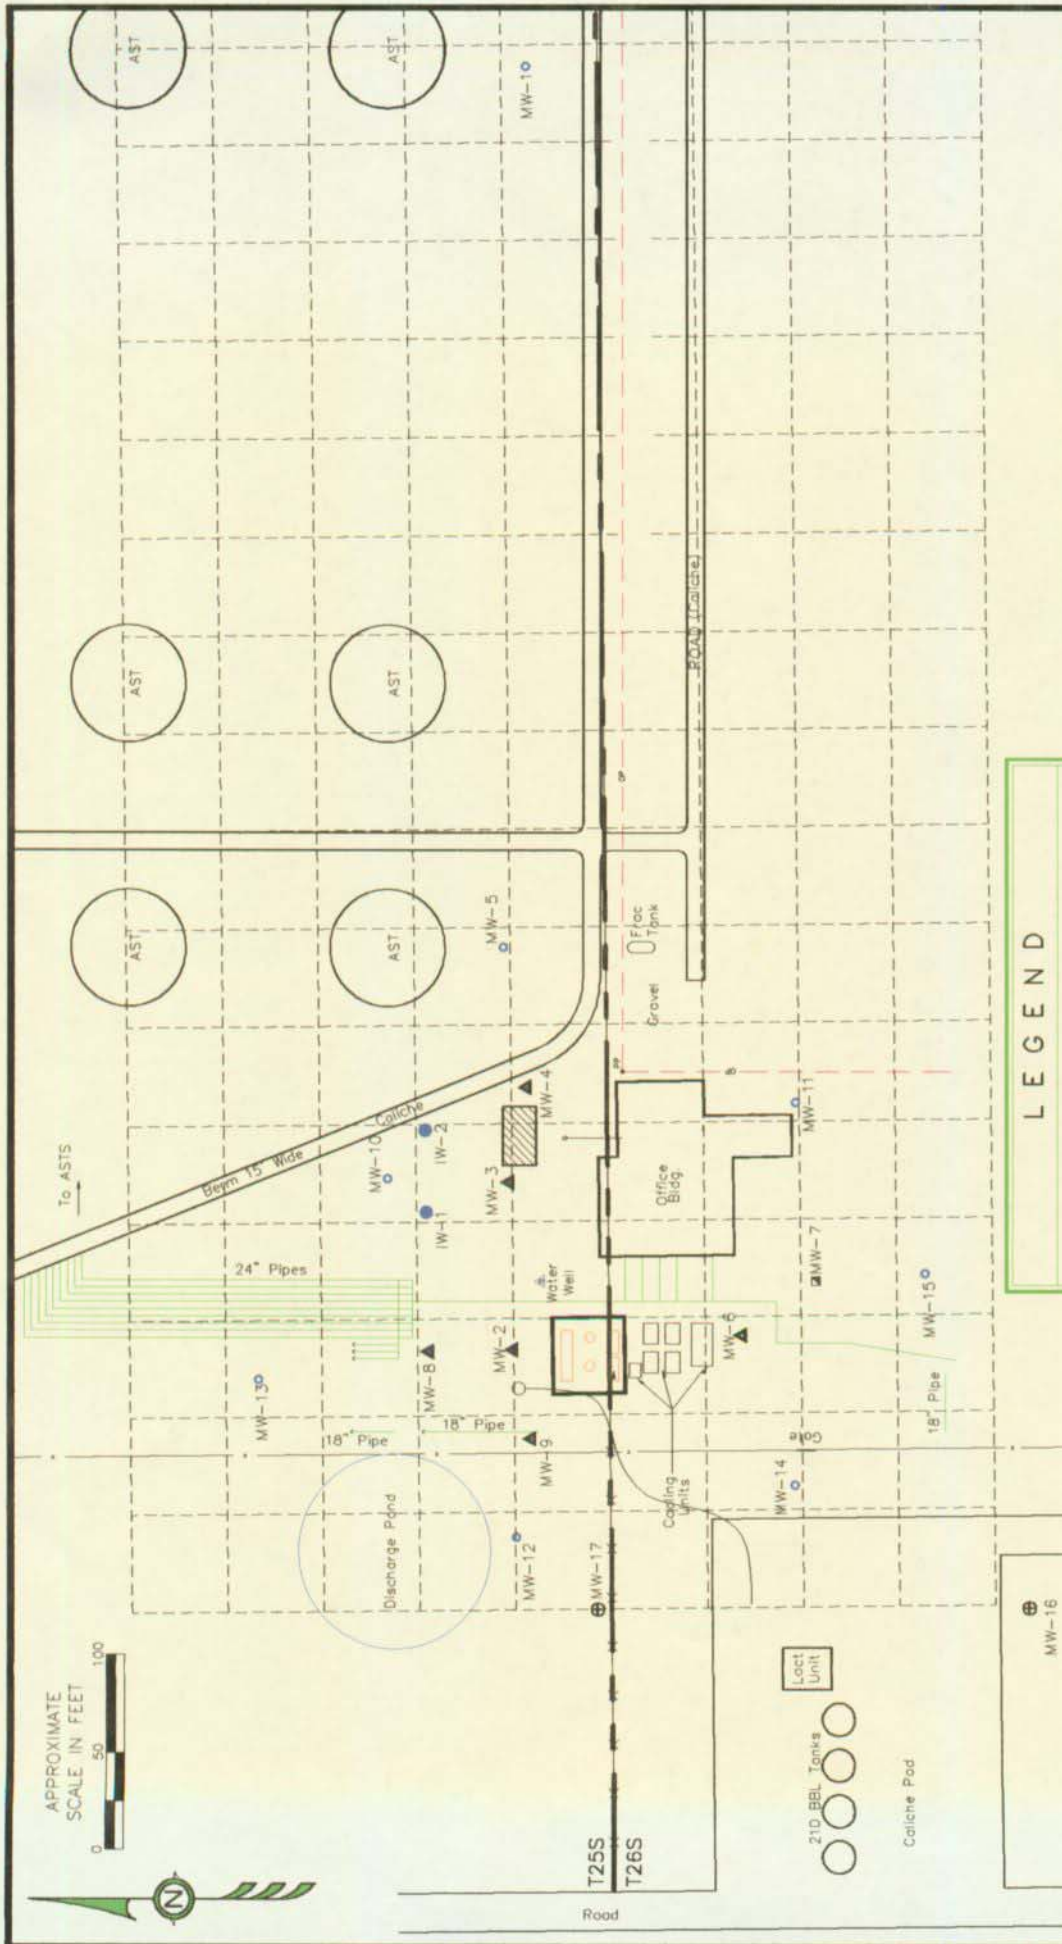 APPROXIMATE
SCALE IN FEET
0 50 100
N
To ASTS
Berm 15" Wide
Caliche
AST
AST
AST
AST
AST
AST
MW-1
MW-5
MW-10
IW-1
IW-2
MW-3
MW-4
24" Pipes
MW-13
MW-8
MW-2
Water
Well
18" Pipe
18" Pipe
MW-9
Discharge Pond
MW-12
MW-17
T25S
T26S
Road
ROAD (Caliche)
PP
Frac
Tank
Gravel
PP
Office
Bldg.
MW-11
MW-7
MW-6
MW-15
18" Pipe
Cooling
Units
MW-14
Lact
Unit
210 BBL Tanks
Caliche Pad
MW-16
LEGEND